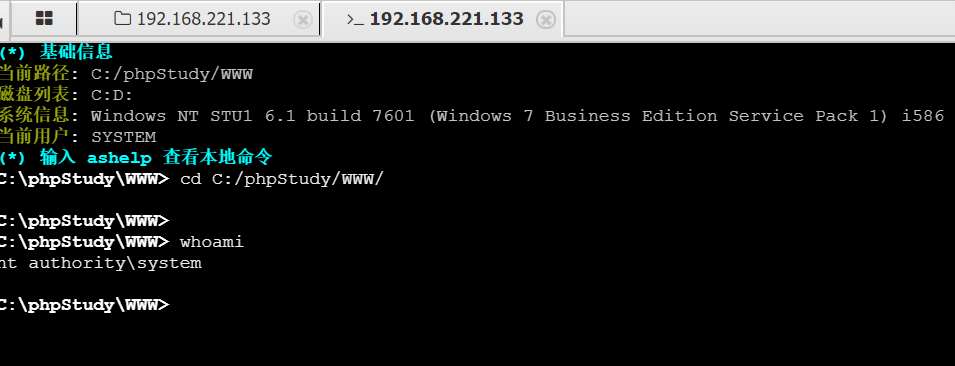 192.168.221.133 >_ 192.168.221.133
(*) 基础信息
当前路径: C:/phpStudy/WWW
磁盘列表: C:D:
系统信息: Windows NT STU1 6.1 build 7601 (Windows 7 Business Edition Service Pack 1) i586
当前用户: SYSTEM
(*) 输入 ashelp 查看本地命令
C:\phpStudy\WWW> cd C:/phpStudy/WWW/
C:\phpStudy\WWW>
C:\phpStudy\WWW> whoami
nt authority\system
C:\phpStudy\WWW>